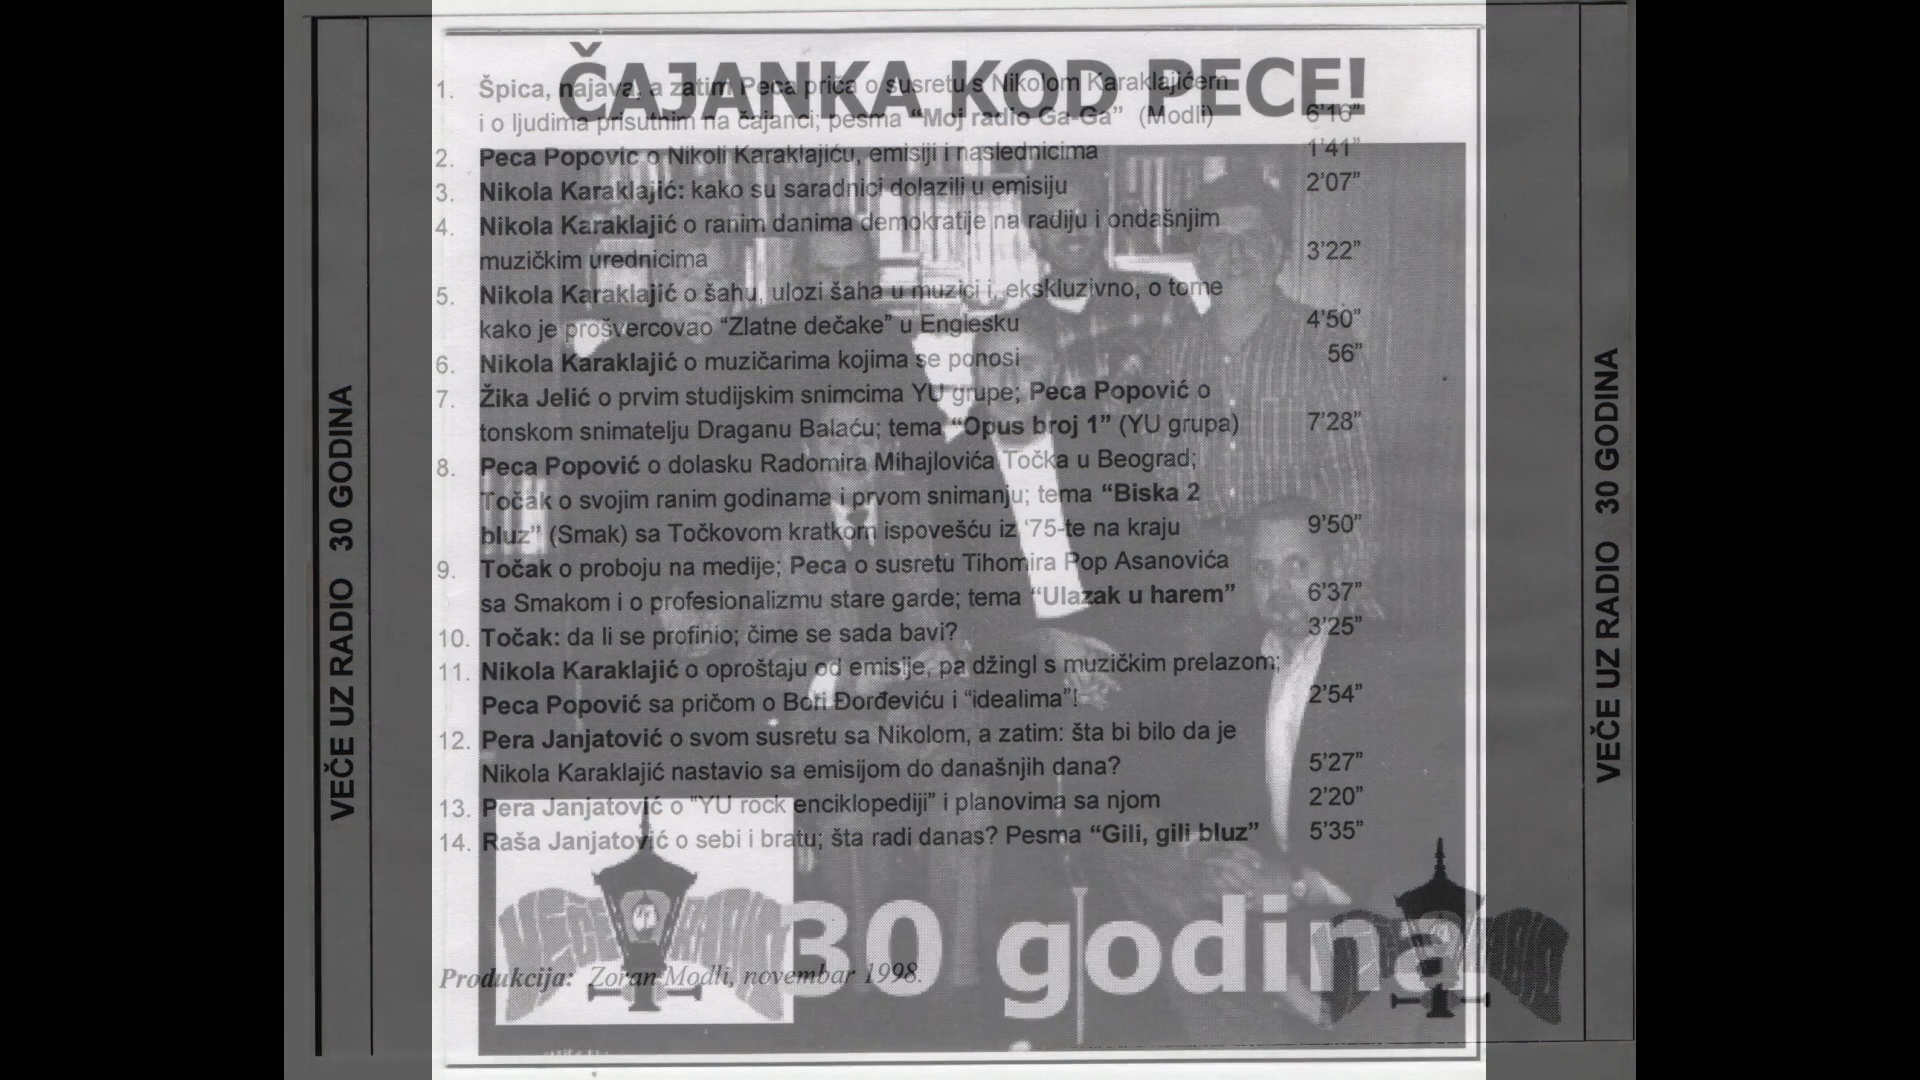 ČAJANKA KOD PECE!
1. Špica, najava, a zatim Peca priča o susretu s Nikolom Karaklajićem
i o ljudima prisutnim na čajanci; pesma “Moj radio Ga-Ga” (Modli) 6’16”
2. Peca Popovic o Nikoli Karaklajiću, emisiji i naslednicima 1’41”
3. Nikola Karaklajić: kako su saradnici dolazili u emisiju 2’07”
4. Nikola Karaklajić o ranim danima demokratije na radiju i ondašnjim
muzičkim urednicima 3’22”
5. Nikola Karaklajić o šahu, ulozi šaha u muzici i, ekskluzivno, o tome
kako je prošvercovao “Zlatne dečake” u Englesku 4’50”
6. Nikola Karaklajić o muzičarima kojima se ponosi 56”
7. Žika Jelić o prvim studijskim snimcima YU grupe; Peca Popović o
tonskom snimatelju Draganu Balaću; tema “Opus broj 1” (YU grupa) 7’28”
8. Peca Popović o dolasku Radomira Mihajlovića Točka u Beograd;
Točak o svojim ranim godinama i prvom snimanju; tema “Biska 2
bluz” (Smak) sa Točkovom kratkom ispovešću iz ‘75-te na kraju 9’50”
9. Točak o proboju na medije; Peca o susretu Tihomira Pop Asanovića
sa Smakom i o profesionalizmu stare garde; tema “Ulazak u harem” 6’37”
10. Točak: da li se profinio; čime se sada bavi? 3’25”
11. Nikola Karaklajić o oproštaju od emisije, pa džingl s muzičkim prelazom;
Peca Popović sa pričom o Bori Đorđeviću i “idealima”! 2’54”
12. Pera Janjatović o svom susretu sa Nikolom, a zatim: šta bi bilo da je
Nikola Karaklajić nastavio sa emisijom do današnjih dana? 5’27”
13. Pera Janjatović o “YU rock enciklopediji” i planovima sa njom 2’20”
14. Raša Janjatović o sebi i bratu; šta radi danas? Pesma “Gili, gili bluz” 5’35”
30 godina
Produkcija: Zoran Modli, novembar 1998.
VEČE UZ RADIO 30 GODINA
VEČE UZ RADIO 30 GODINA